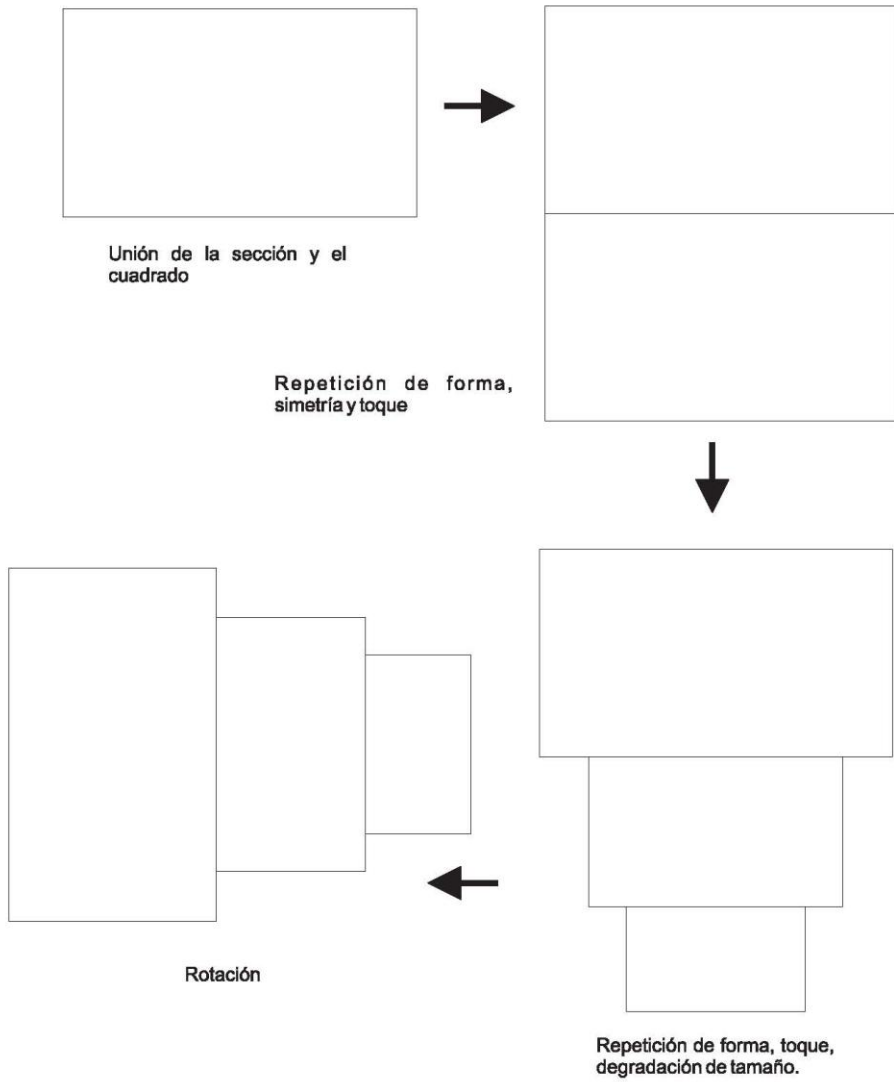 Unión de la sección y el
cuadrado
Repetición de forma,
simetría y toque
Rotación
Repetición de forma, toque,
degradación de tamaño.